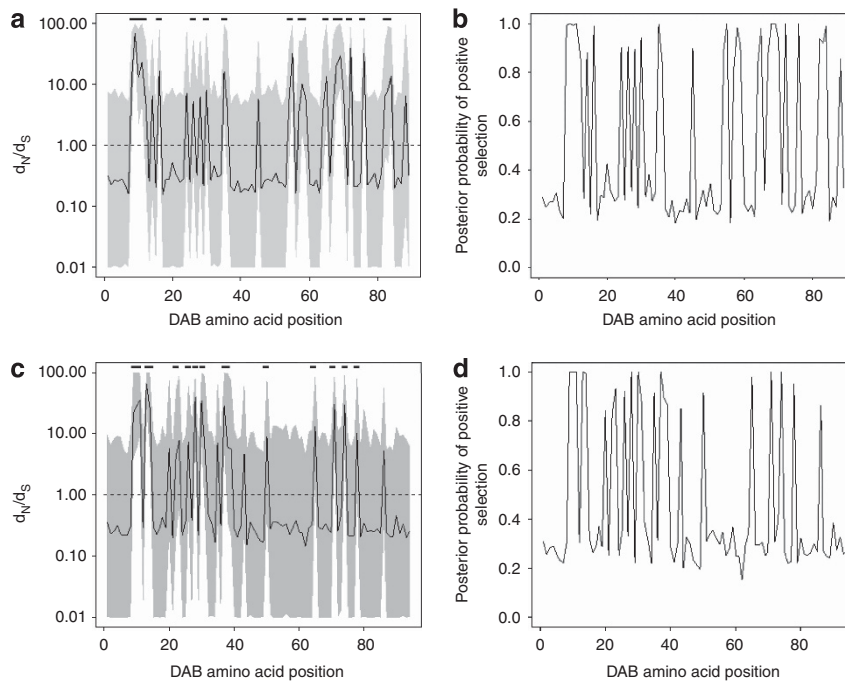 a
100.00
10.00
1.00
0.10
0.01
dN/dS
0 20 40 60 80
DAB amino acid position
b
1.0
0.8
0.6
0.4
0.2
0.0
Posterior probability of positive
selection
0 20 40 60 80
DAB amino acid position
c
100.00
10.00
1.00
0.10
0.01
dN/dS
0 20 40 60 80
DAB amino acid position
d
1.0
0.8
0.6
0.4
0.2
0.0
Posterior probability of positive
selection
0 20 40 60 80
DAB amino acid position